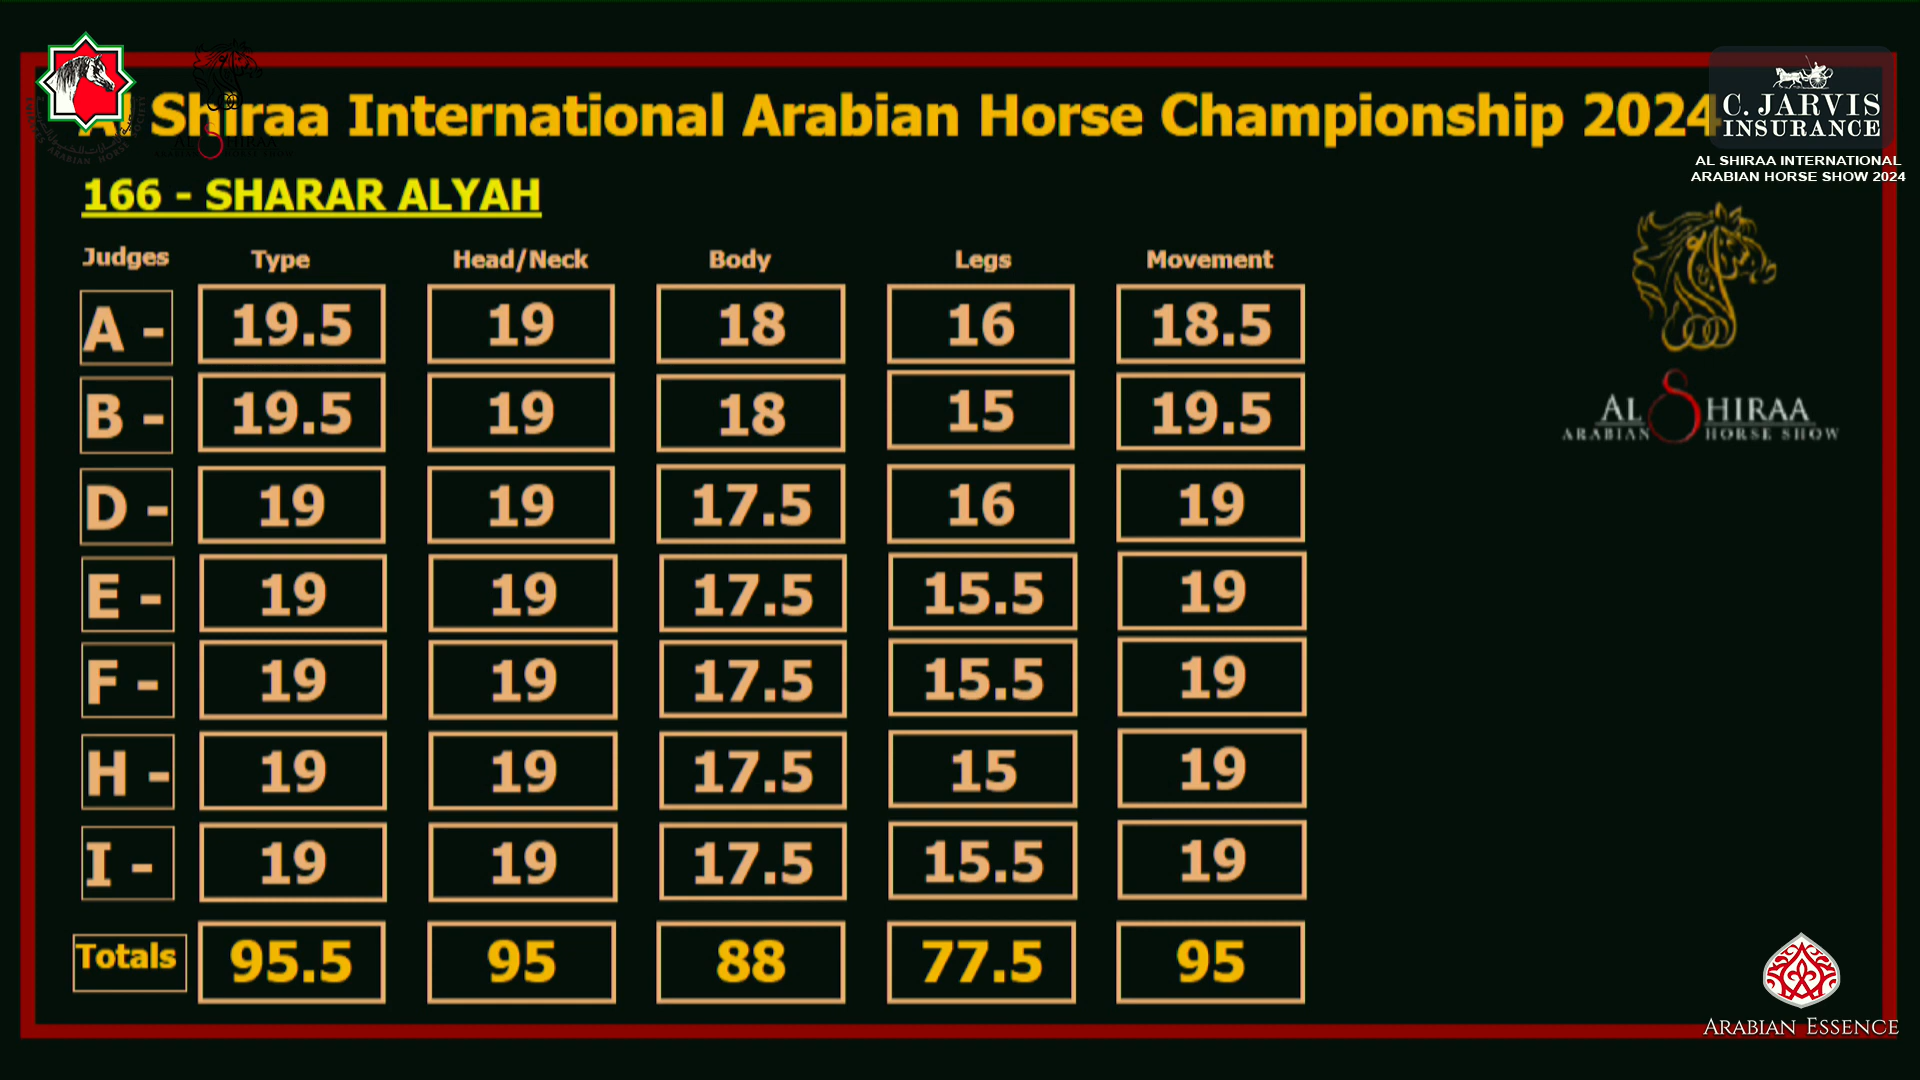 Al Shiraa International Arabian Horse Championship 2024
C. JARVIS
INSURANCE
AL SHIRAA INTERNATIONAL
ARABIAN HORSE SHOW 2024
166 - SHARAR ALYAH
Judges Type Head/Neck Body Legs Movement
A - 19.5 19 18 16 18.5
B - 19.5 19 18 15 19.5
D - 19 19 17.5 16 19
E - 19 19 17.5 15.5 19
F - 19 19 17.5 15.5 19
H - 19 19 17.5 15 19
I - 19 19 17.5 15.5 19
Totals 95.5 95 88 77.5 95
AL SHIRAA
ARABIAN HORSE SHOW
ARABIAN ESSENCE